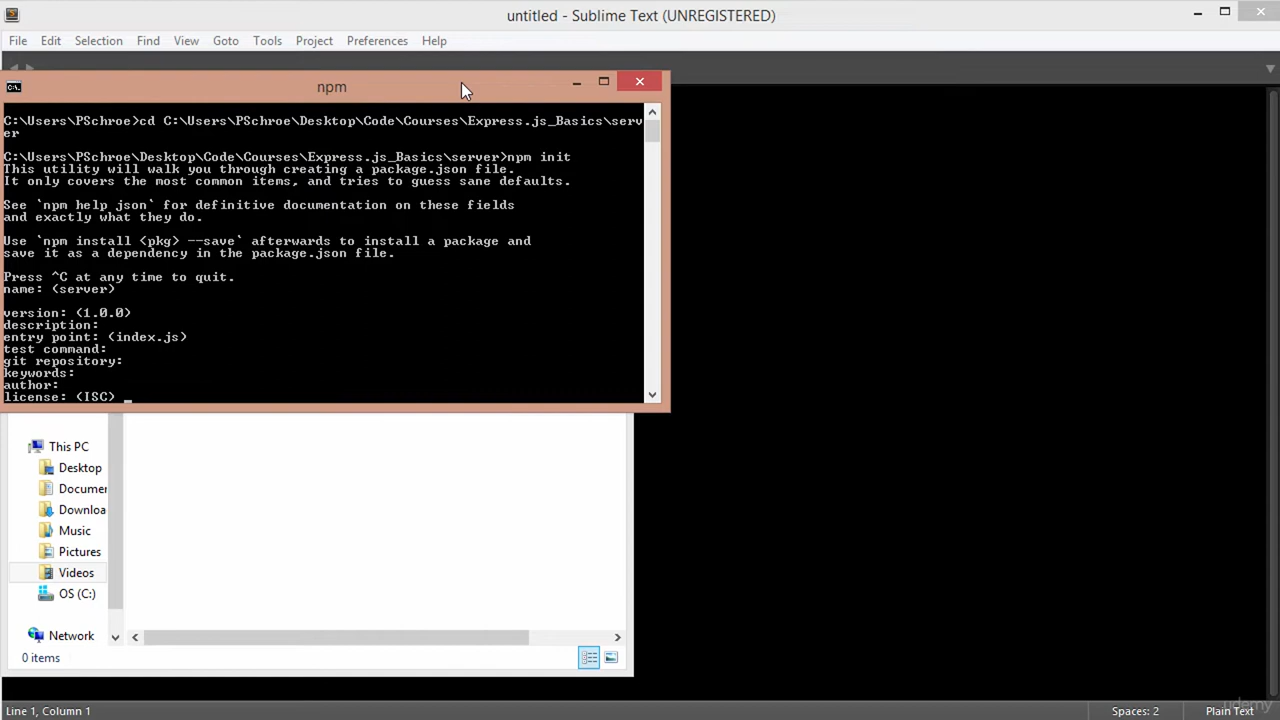 untitled - Sublime Text (UNREGISTERED)
File Edit Selection Find View Goto Tools Project Preferences Help
npm
C:\Users\PSchroe>cd C:\Users\PSchroe\Desktop\Code\Courses\Express.js_Basics\serv
er
C:\Users\PSchroe\Desktop\Code\Courses\Express.js_Basics\server>npm init
This utility will walk you through creating a package.json file.
It only covers the most common items, and tries to guess sane defaults.
See `npm help json` for definitive documentation on these fields
and exactly what they do.
Use `npm install <pkg> --save` afterwards to install a package and
save it as a dependency in the package.json file.
Press ^C at any time to quit.
name: (server)
version: (1.0.0)
description:
entry point: (index.js)
test command:
git repository:
keywords:
author:
license: (ISC) _
This PC
Desktop
Documen
Downloa
Music
Pictures
Videos
OS (C:)
Network
0 items
Line 1, Column 1
Spaces: 2
Plain Text
udemy